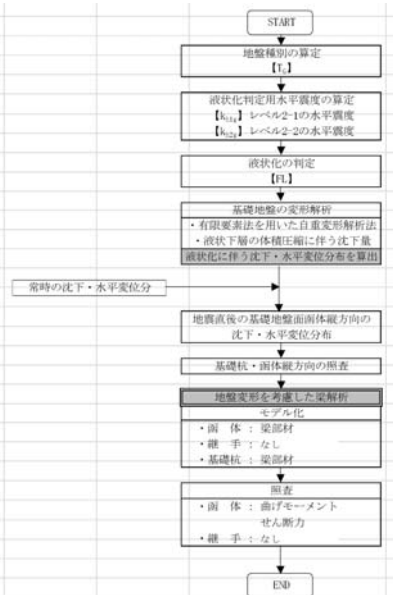 START
地盤種別の算定
【TG】
液状化判定用水平震度の算定
【kh1g】レベル2-1の水平震度
【kh2g】レベル2-2の水平震度
液状化の判定
【FL】
基礎地盤の変形解析
・有限要素法を用いた自重変形解析法
・液状下層の体積圧縮に伴う沈下量
液状化に伴う沈下・水平変位分布を算出
常時の沈下・水平変位分
地震直後の基礎地盤面函体縦方向の
沈下・水平変位分布
基礎杭・函体縦方向の照査
地盤変形を考慮した梁解析
モデル化
・函　体 : 梁部材
・継　手 : なし
・基礎杭 : 梁部材
照査
・函　体 : 曲げモーメント
せん断力
・継　手 : なし
END